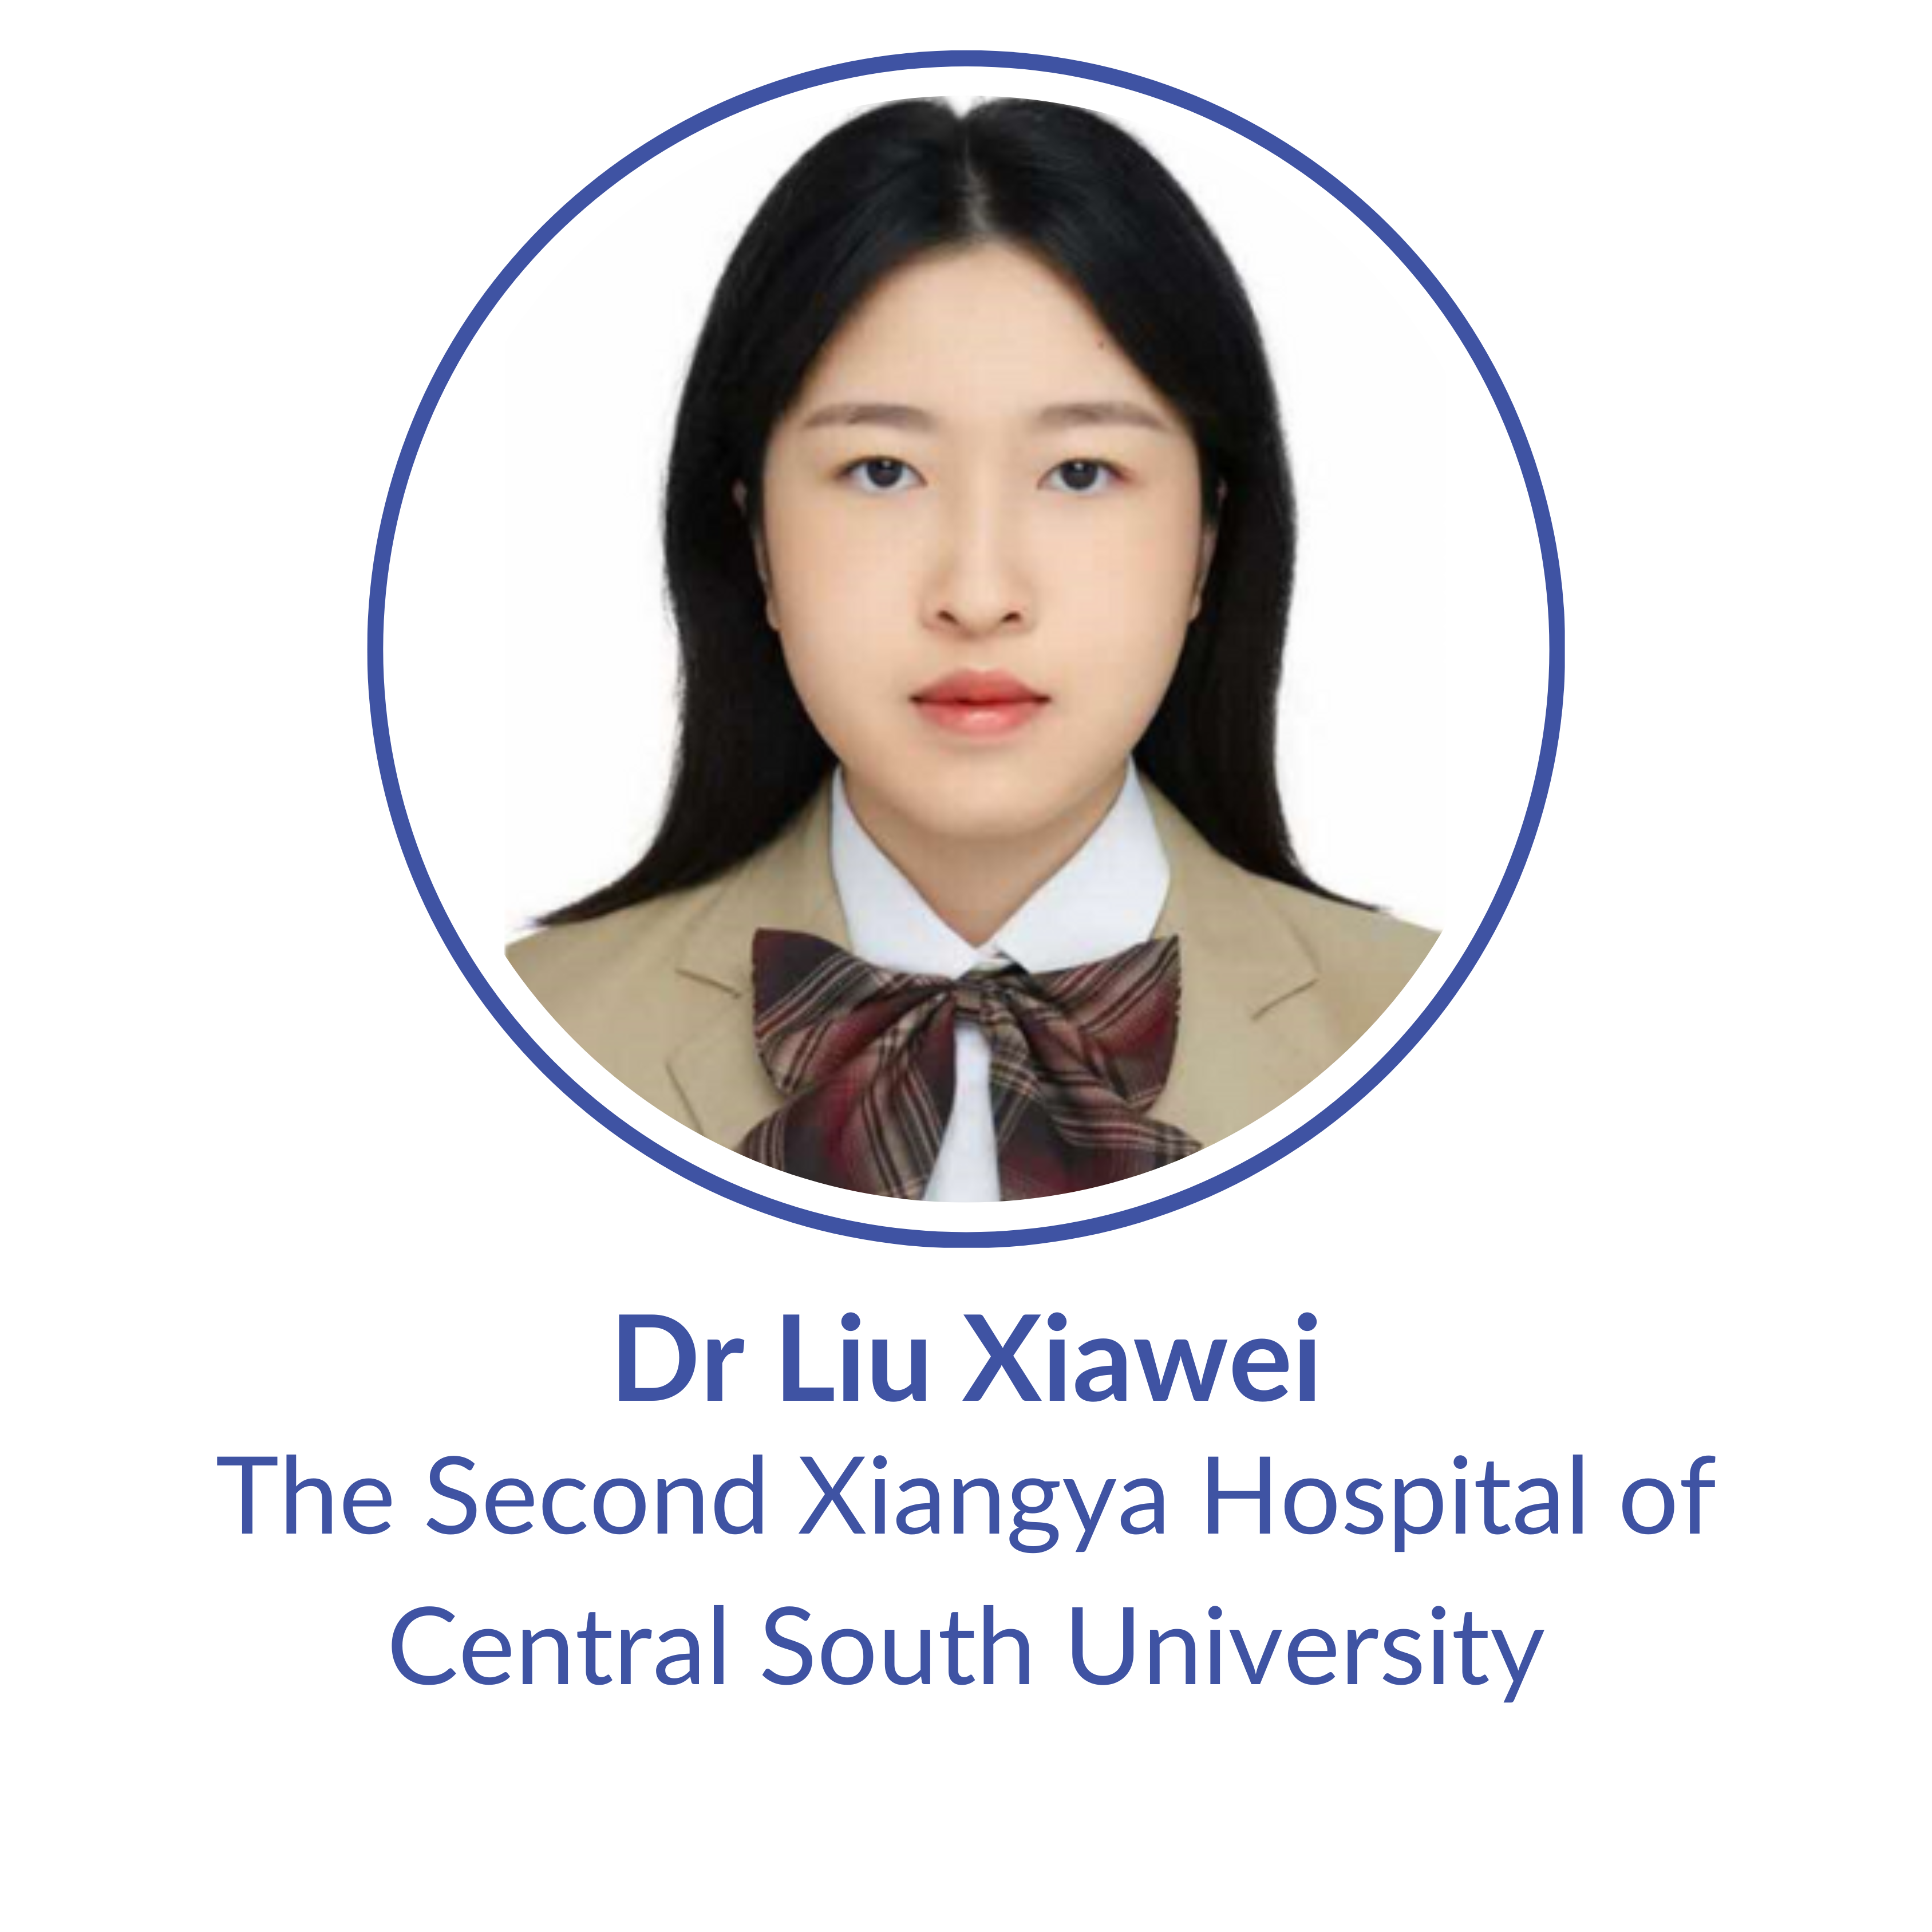 Dr Liu Xiawei
The Second Xiangya Hospital of
Central South University